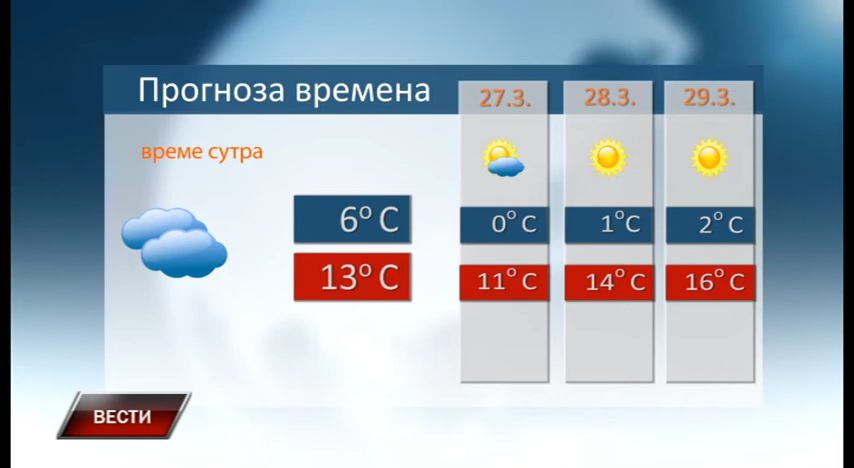 Прогноза времена
време сутра
6° C
13° C
27.3.
0° C
11° C
28.3.
1°C
14° C
29.3.
2° C
16° C
ВЕСТИ